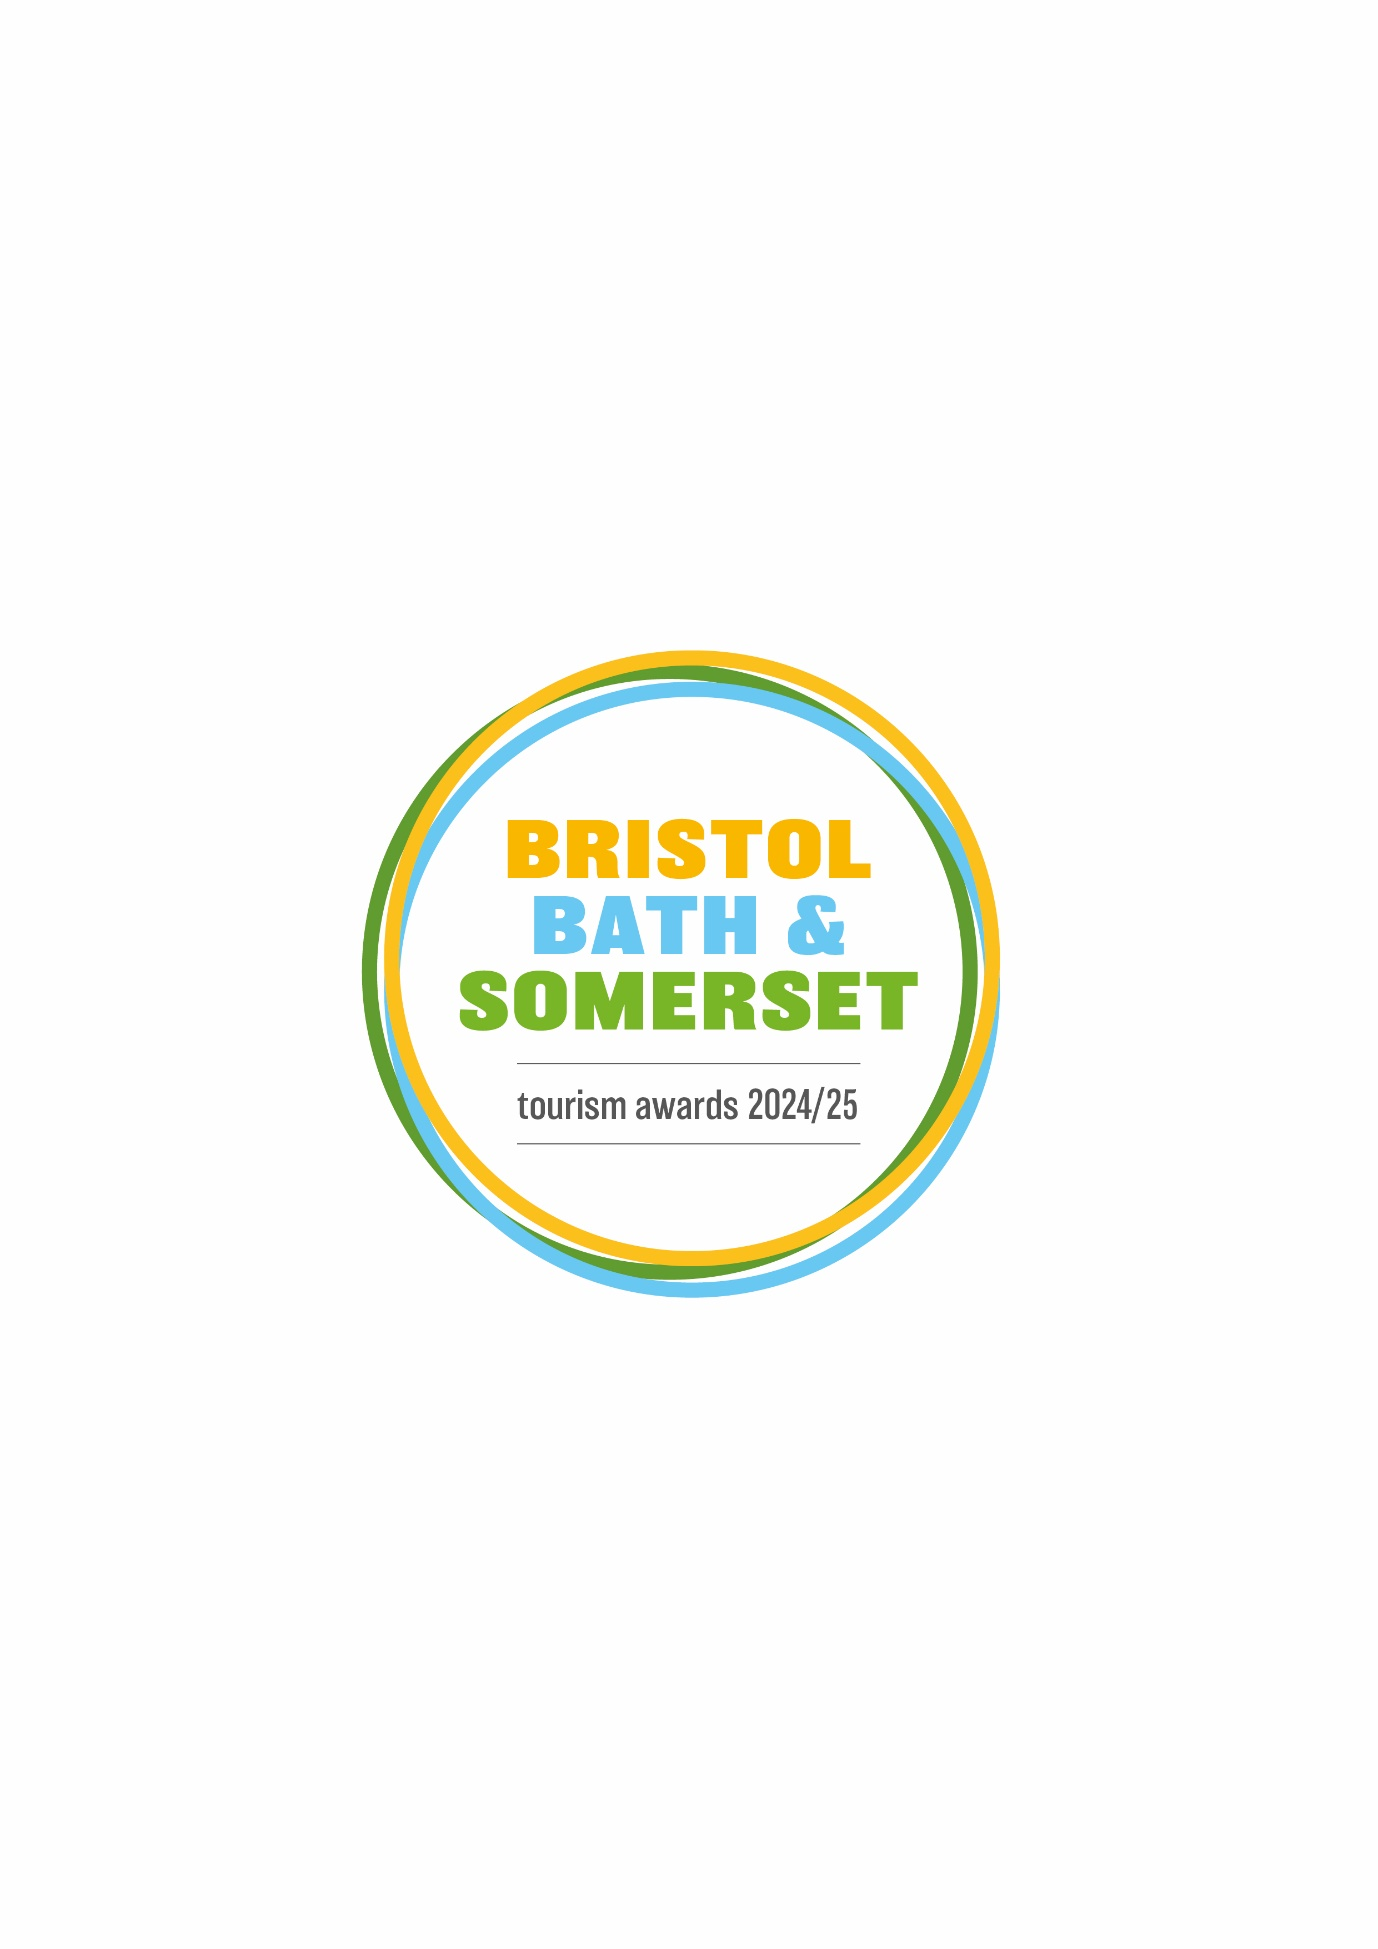 BRISTOL
BATH &
SOMERSET
tourism awards 2024/25